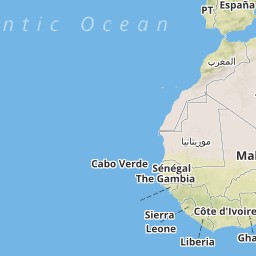 ntic Ocean
PT
España
المغرب
موريتانيا
Mal
Cabo Verde
Sénégal
The Gambia
Sierra
Leone
Côte d'Ivoire
Liberia
Gha